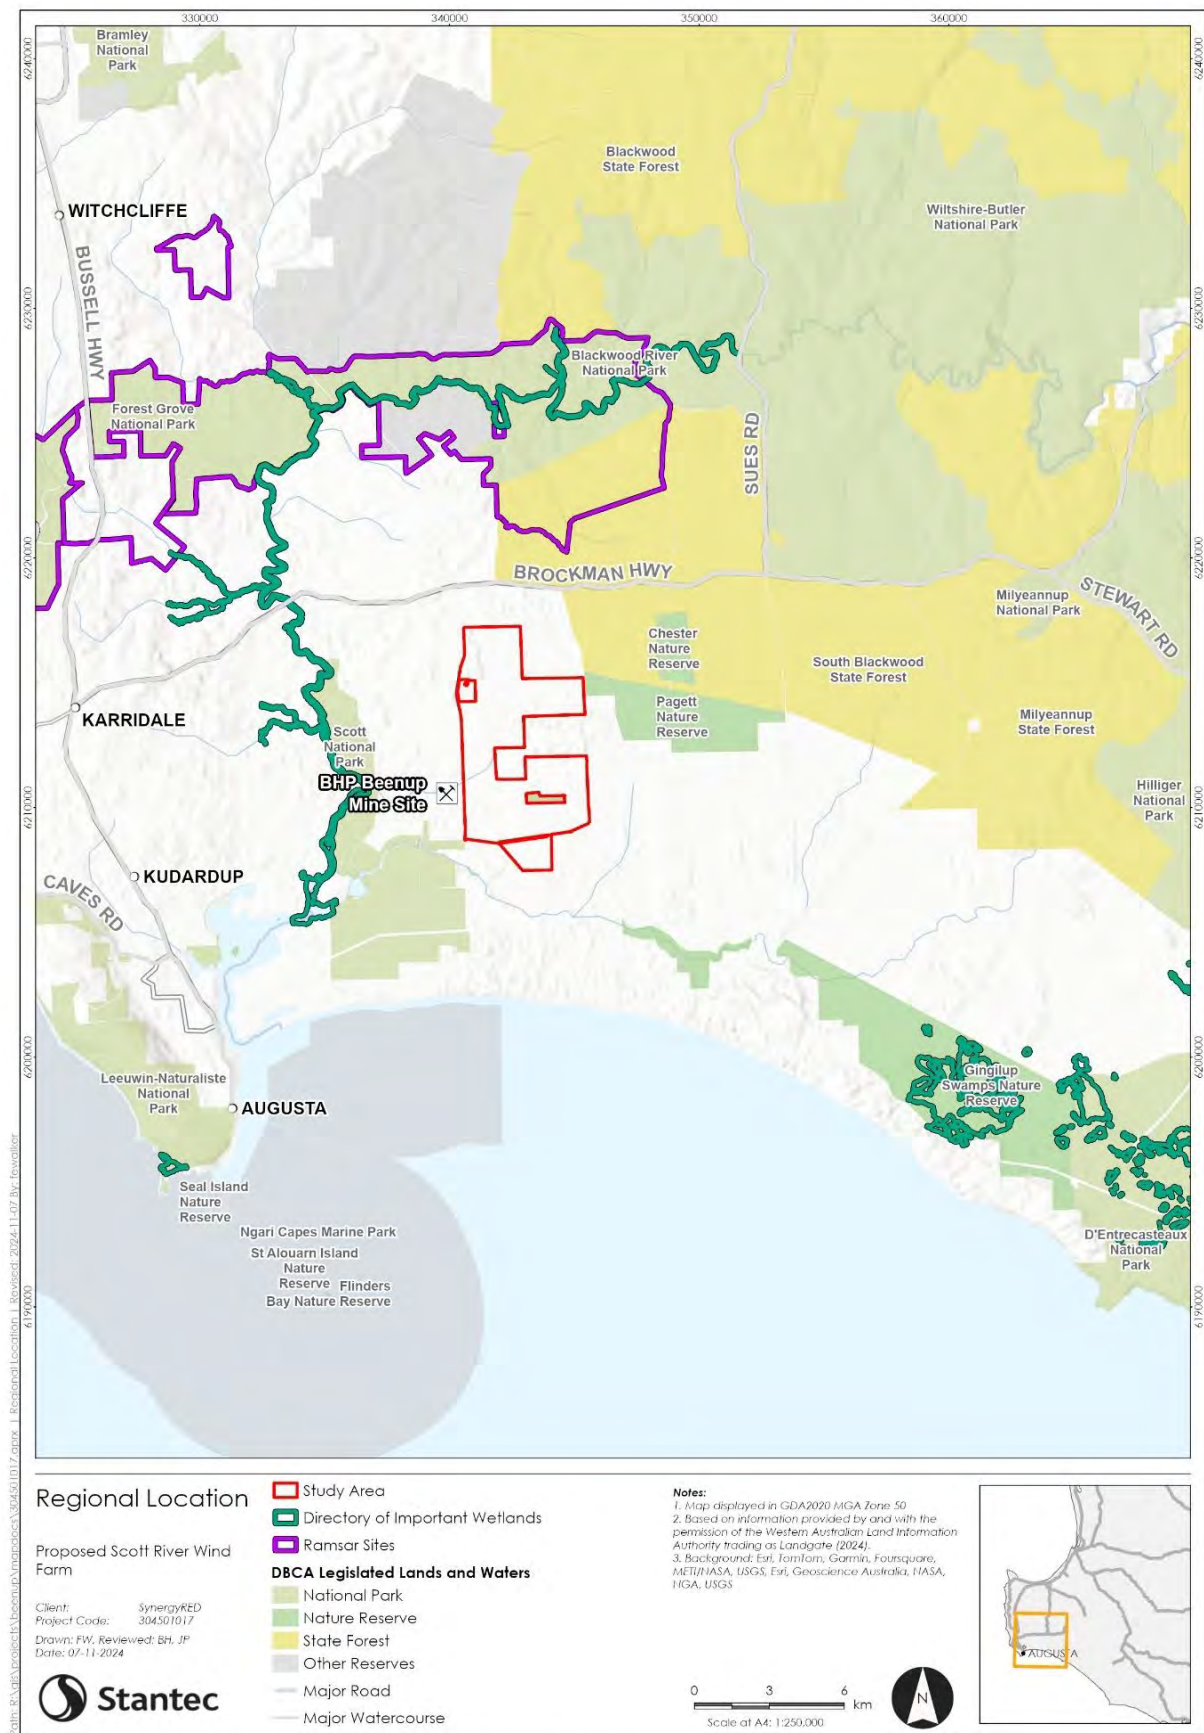 330000
340000
350000
360000
6240000
6240000
Bramley
National
Park
Blackwood
State Forest
WITCHCLIFFE
Wiltshire-Butler
National Park
BUSSELL HWY
6230000
6230000
Blackwood River
National Park
Forest Grove
National Park
SUES RD
6220000
6220000
BROCKMAN HWY
STEWART RD
Milyeannup
National Park
Chester
Nature
Reserve
South Blackwood
State Forest
Pagett
Nature
Reserve
KARRIDALE
Milyeannup
State Forest
Scott
National
Park
BHP Beenup
Mine Site
Hilliger
National
Park
6210000
6210000
KUDARDUP
CAVES RD
6200000
6200000
Gingilup
Swamps Nature
Reserve
Leeuwin-Naturaliste
National
Park
AUGUSTA
Seal Island
Nature
Reserve
Ngari Capes Marine Park
St Alouarn Island
Nature
Reserve
Flinders
Bay Nature Reserve
D'Entrecasteaux
National
Park
6190000
6190000
Regional Location
Proposed Scott River Wind
Farm
Client: SynergyRED
Project Code: 304501017
Drawn: FW, Reviewed: BH, JP
Date: 07-11-2024
Stantec
Study Area
Directory of Important Wetlands
Ramsar Sites
DBCA Legislated Lands and Waters
National Park
Nature Reserve
State Forest
Other Reserves
Major Road
Major Watercourse
Notes:
1. Map displayed in GDA2020 MGA Zone 50
2. Based on information provided by and with the
permission of the Western Australian Land Information
Authority trading as Landgate (2024).
3. Background: Esri, TomTom, Garmin, Foursquare,
METI/NASA, USGS, Esri, Geoscience Australia, NASA,
NGA, USGS
0 3 6
km
Scale at A4: 1:250,000
N
AUGUSTA